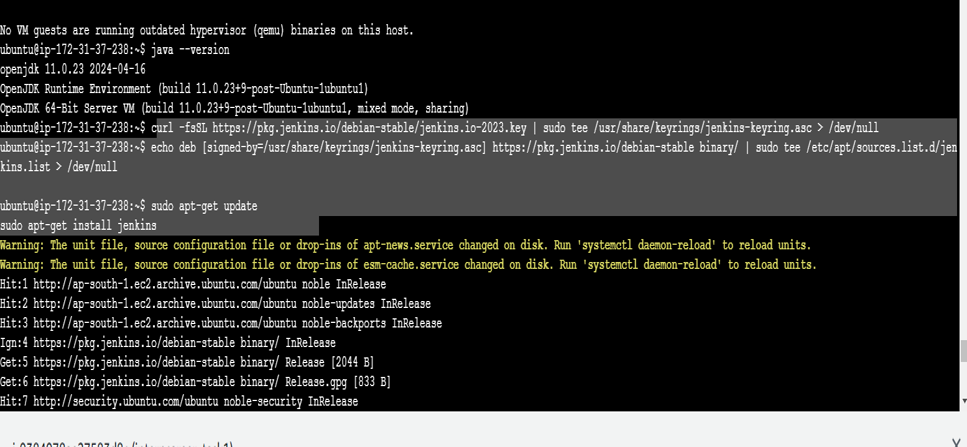 No VM guests are running outdated hypervisor (qemu) binaries on this host.
ubuntu@ip-172-31-37-238:~$ java --version
openjdk 11.0.23 2024-04-16
OpenJDK Runtime Environment (build 11.0.23+9-post-Ubuntu-1ubuntu1)
OpenJDK 64-Bit Server VM (build 11.0.23+9-post-Ubuntu-1ubuntu1, mixed mode, sharing)
ubuntu@ip-172-31-37-238:~$ curl -fsSL https://pkg.jenkins.io/debian-stable/jenkins.io-2023.key | sudo tee /usr/share/keyrings/jenkins-keyring.asc > /dev/null
ubuntu@ip-172-31-37-238:~$ echo deb [signed-by=/usr/share/keyrings/jenkins-keyring.asc] https://pkg.jenkins.io/debian-stable binary/ | sudo tee /etc/apt/sources.list.d/jen
kins.list > /dev/null
ubuntu@ip-172-31-37-238:~$ sudo apt-get update
sudo apt-get install jenkins
Warning: The unit file, source configuration file or drop-ins of apt-news.service changed on disk. Run 'systemctl daemon-reload' to reload units.
Warning: The unit file, source configuration file or drop-ins of esm-cache.service changed on disk. Run 'systemctl daemon-reload' to reload units.
Hit:1 http://ap-south-1.ec2.archive.ubuntu.com/ubuntu noble InRelease
Hit:2 http://ap-south-1.ec2.archive.ubuntu.com/ubuntu noble-updates InRelease
Hit:3 http://ap-south-1.ec2.archive.ubuntu.com/ubuntu noble-backports InRelease
Ign:4 https://pkg.jenkins.io/debian-stable binary/ InRelease
Get:5 https://pkg.jenkins.io/debian-stable binary/ Release [2044 B]
Get:6 https://pkg.jenkins.io/debian-stable binary/ Release.gpg [833 B]
Hit:7 http://security.ubuntu.com/ubuntu noble-security InRelease